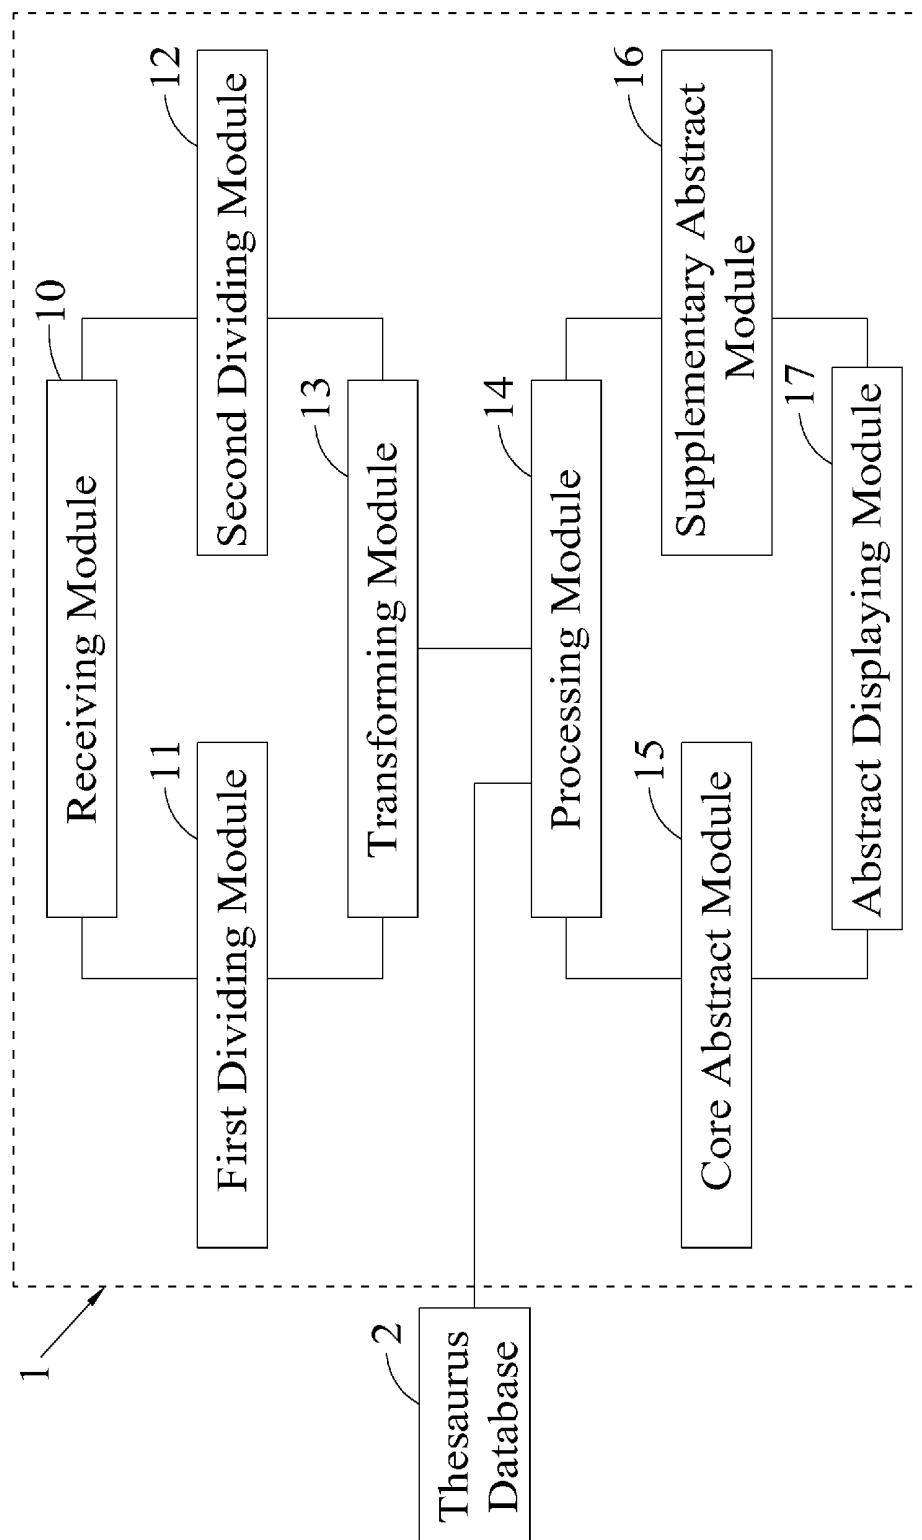 1
10
Receiving Module
11
First Dividing Module
12
Second Dividing Module
13
Transforming Module
2
Thesaurus
Database
14
Processing Module
15
Core Abstract Module
16
Supplementary Abstract
Module
17
Abstract Displaying Module